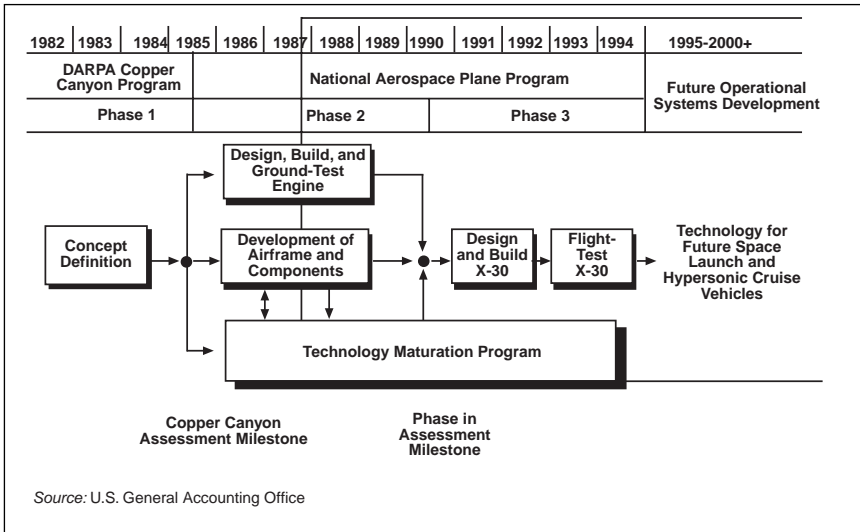 1982 1983 1984 1985 1986 1987 1988 1989 1990 1991 1992 1993 1994 1995-2000+
DARPA Copper
Canyon Program
National Aerospace Plane Program
Future Operational
Systems Development
Phase 1
Phase 2
Phase 3
Design, Build, and
Ground-Test
Engine
Concept
Definition
Development of
Airframe and
Components
Design
and Build
X-30
Flight-
Test
X-30
Technology for
Future Space
Launch and
Hypersonic Cruise
Vehicles
Technology Maturation Program
Copper Canyon
Assessment Milestone
Phase in
Assessment
Milestone
Source: U.S. General Accounting Office